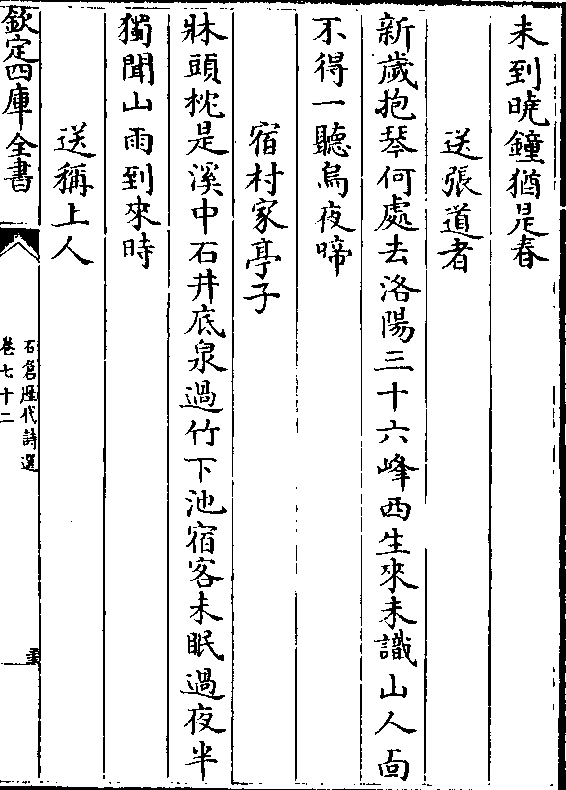 未到曉鐘猶是春
送張道者
新歲抱琴何處去洛陽三十六峰西生來未識山人面
不得一聽烏夜啼
宿村家亭子
牀頭枕是溪中石井底泉過竹下池宿客未眠過夜半
獨聞山雨到來時
送稱上人
欽定四庫全書
石倉歷代詩選
卷七十二